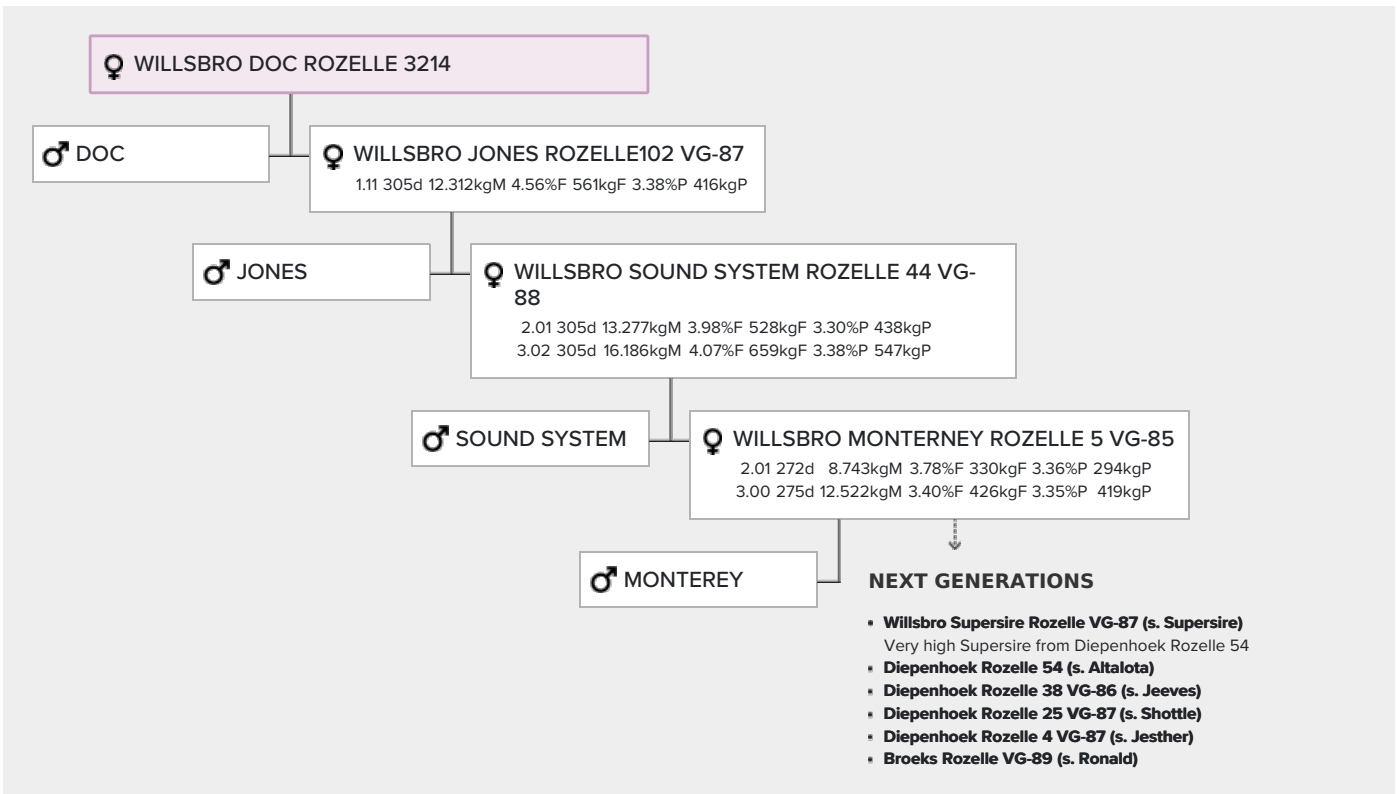 WILLSBRO DOC ROZELLE 3214
DOC
WILLSBRO JONES ROZELLE102 VG-87
1.11 305d 12.312kgM 4.56%F 561kgF 3.38%P 416kgP
JONES
WILLSBRO SOUND SYSTEM ROZELLE 44 VG-
88
2.01 305d 13.277kgM 3.98%F 528kgF 3.30%P 438kgP
3.02 305d 16.186kgM 4.07%F 659kgF 3.38%P 547kgP
SOUND SYSTEM
WILLSBRO MONTERNEY ROZELLE 5 VG-85
2.01 272d 8.743kgM 3.78%F 330kgF 3.36%P 294kgP
3.00 275d 12.522kgM 3.40%F 426kgF 3.35%P 419kgP
MONTEREY
NEXT GENERATIONS
▪ Willsbro Supersire Rozelle VG-87 (s. Supersire)
Very high Supersire from Diepenhoek Rozelle 54
▪ Diepenhoek Rozelle 54 (s. Altalota)
▪ Diepenhoek Rozelle 38 VG-86 (s. Jeeves)
▪ Diepenhoek Rozelle 25 VG-87 (s. Shottle)
▪ Diepenhoek Rozelle 4 VG-87 (s. Jesther)
▪ Broeks Rozelle VG-89 (s. Ronald)